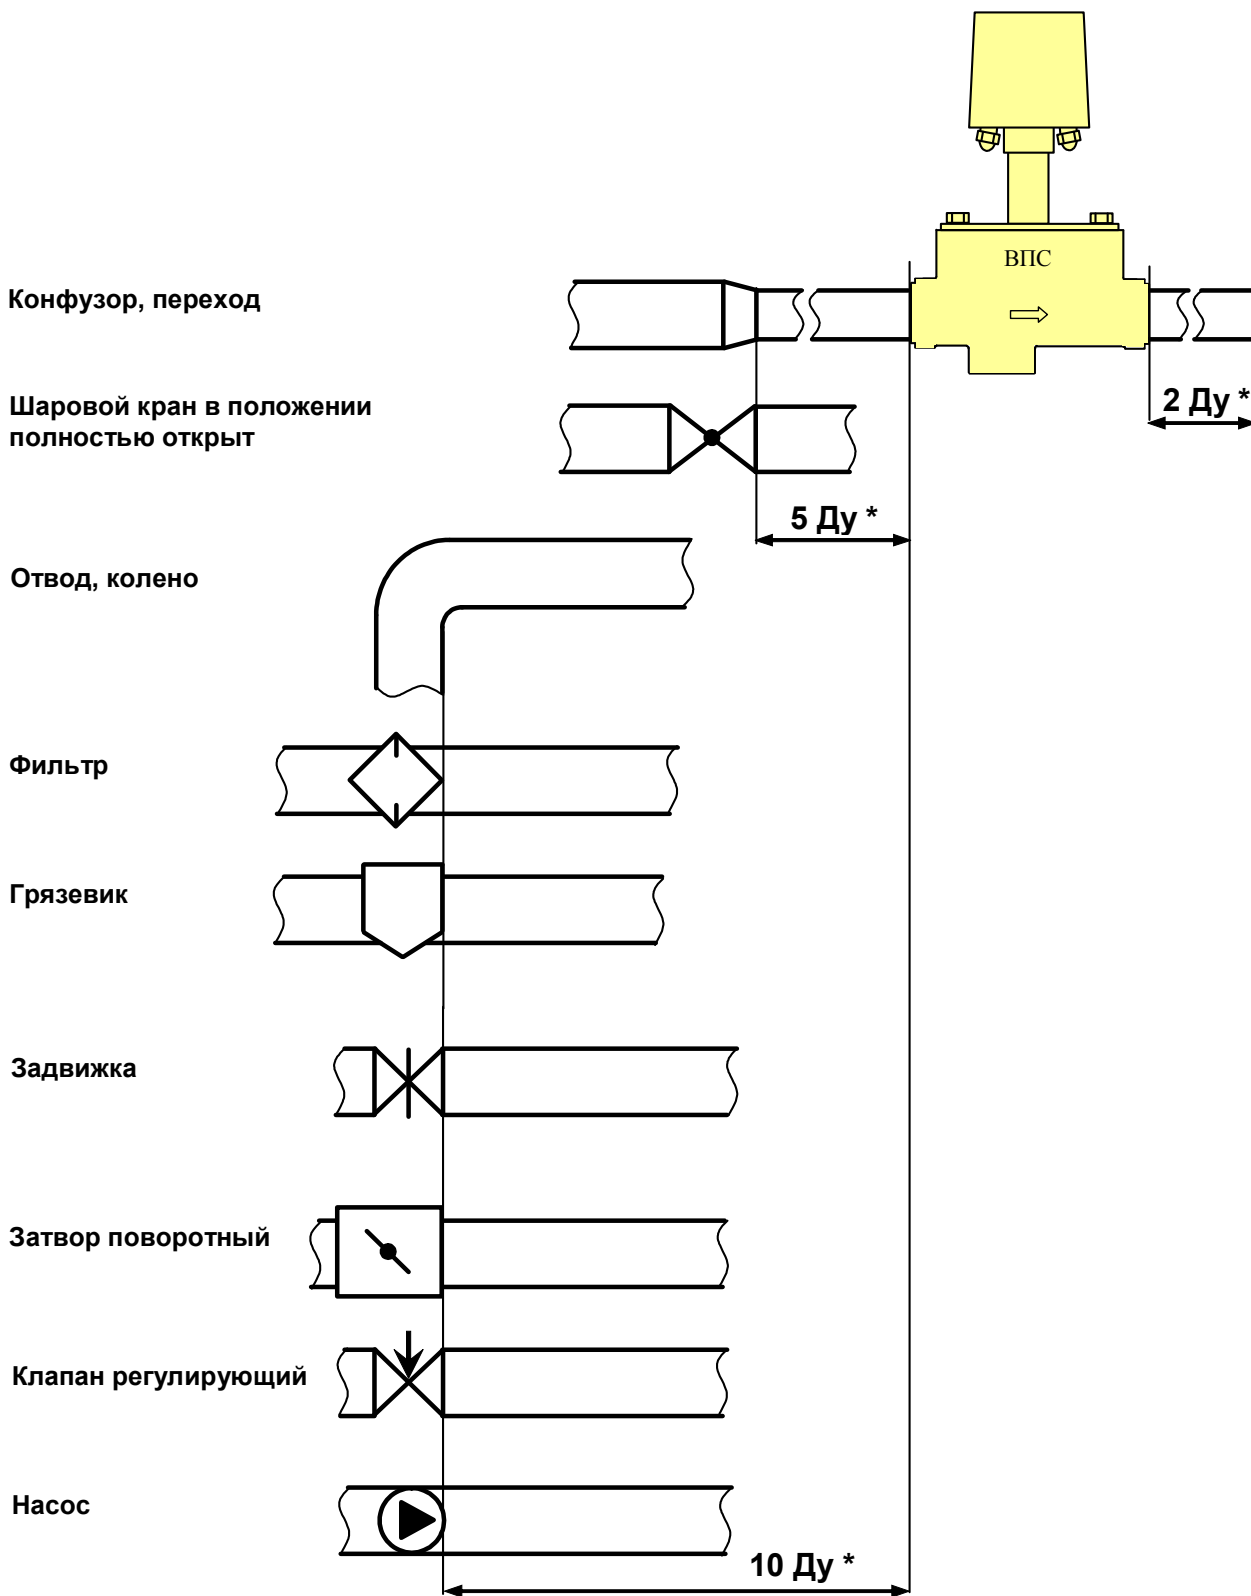 ВПС
Конфузор, переход
Шаровой кран в положении
полностью открыт
2 Ду *
5 Ду *
Отвод, колено
Фильтр
Грязевик
Задвижка
Затвор поворотный
Клапан регулирующий
Насос
10 Ду *